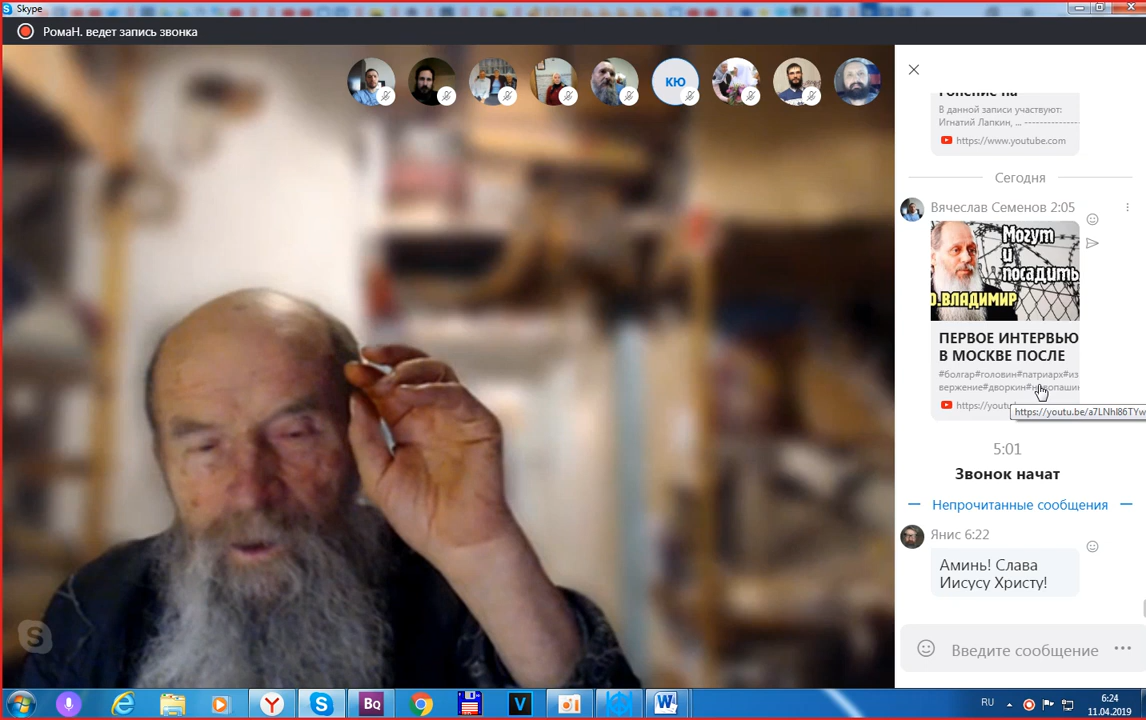 Skype
РомаН. ведет запись звонка
КЮ
В данной записи участвуют:
Игнатий Лапкин, ... ----------------
https://www.youtube.com
Сегодня
Вячеслав Семенов 2:05
Могут
и
посадить
О.ВЛАДИМИР
ПЕРВОЕ ИНТЕРВЬЮ
В МОСКВЕ ПОСЛЕ
#болгар#головин#патриарх#из
вержение#дворкин#новопашин
https://youtu
https://youtu.be/a7LNhl86TYw
5:01
Звонок начат
Непрочитанные сообщения
Янис 6:22
Аминь! Слава
Иисусу Христу!
Введите сообщение
RU
6:24
11.04.2019